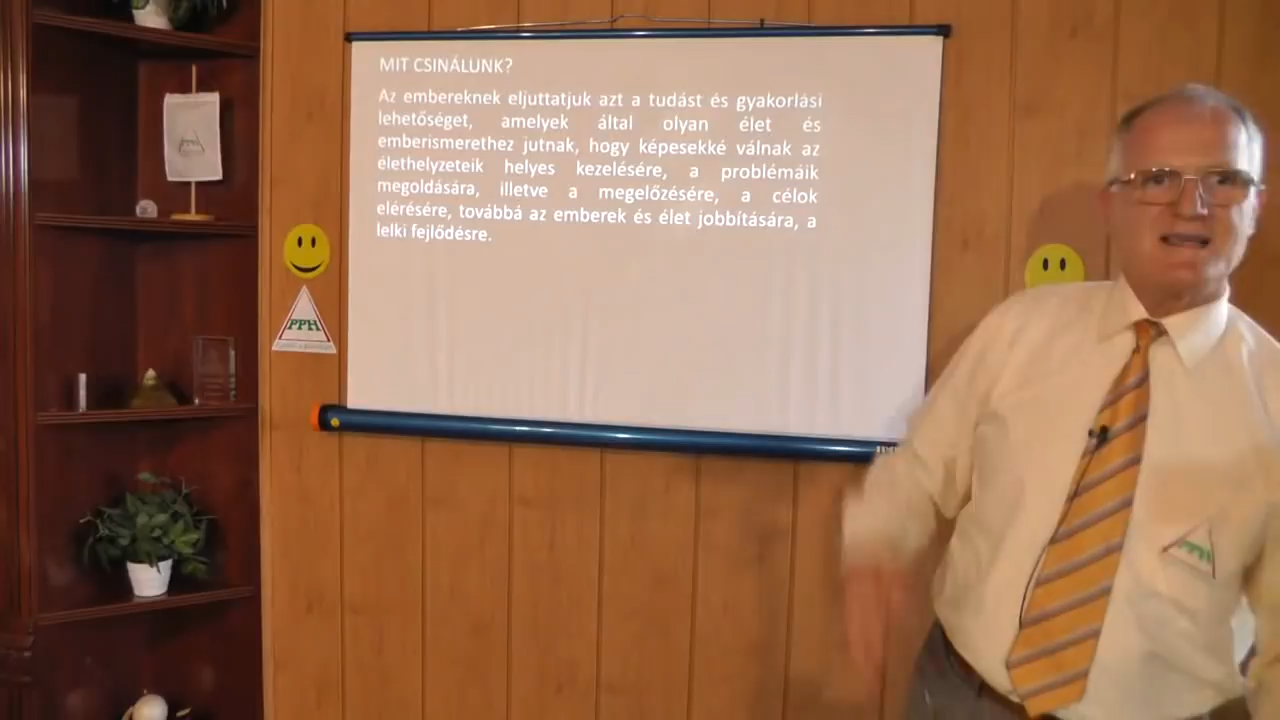 MIT CSINÁLUNK?
Az embereknek eljuttatjuk azt a tudást és gyakorlási
lehetőséget, amelyek által olyan élet és
emberismerethez jutnak, hogy képesekké válnak az
élethelyzeteik helyes kezelésére, a problémáik
megoldására, illetve a megelőzésére, a célok
elérésére, továbbá az emberek és élet jobbítására, a
lelki fejlődésre.
PPH